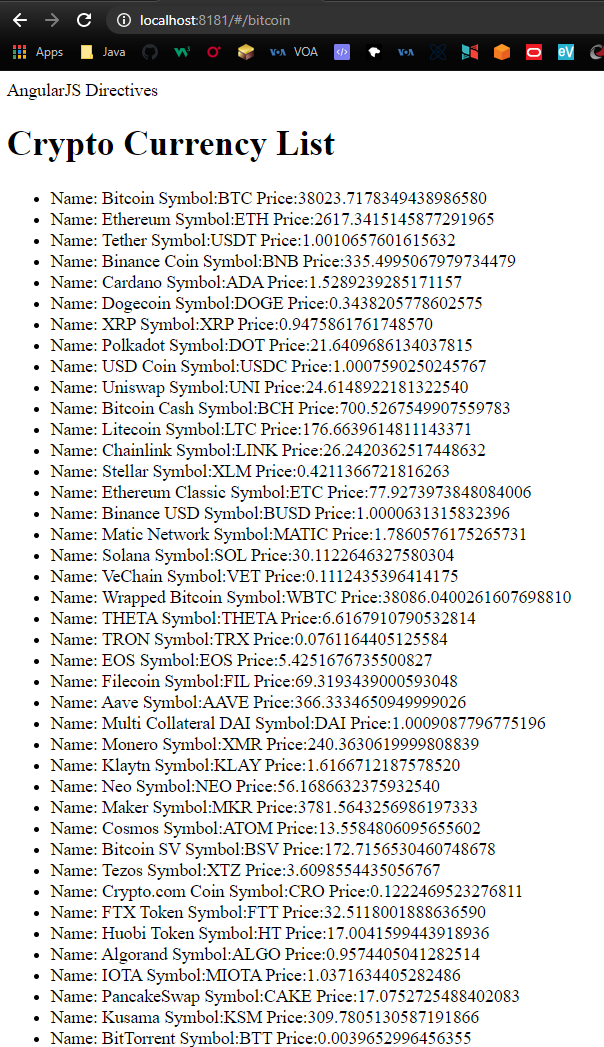 localhost:8181/#/bitcoin
Apps Java VOA
AngularJS Directives
Crypto Currency List
Name: Bitcoin Symbol:BTC Price:38023.7178349438986580
Name: Ethereum Symbol:ETH Price:2617.3415145877291965
Name: Tether Symbol:USDT Price:1.0010657601615632
Name: Binance Coin Symbol:BNB Price:335.4995067979734479
Name: Cardano Symbol:ADA Price:1.5289239285171157
Name: Dogecoin Symbol:DOGE Price:0.3438205778602575
Name: XRP Symbol:XRP Price:0.9475861761748570
Name: Polkadot Symbol:DOT Price:21.6409686134037815
Name: USD Coin Symbol:USDC Price:1.0007590250245767
Name: Uniswap Symbol:UNI Price:24.6148922181322540
Name: Bitcoin Cash Symbol:BCH Price:700.5267549907559783
Name: Litecoin Symbol:LTC Price:176.6639614811143371
Name: Chainlink Symbol:LINK Price:26.2420362517448632
Name: Stellar Symbol:XLM Price:0.4211366721816263
Name: Ethereum Classic Symbol:ETC Price:77.9273973848084006
Name: Binance USD Symbol:BUSD Price:1.0000631315832396
Name: Matic Network Symbol:MATIC Price:1.7860576175265731
Name: Solana Symbol:SOL Price:30.1122646327580304
Name: VeChain Symbol:VET Price:0.1112435396414175
Name: Wrapped Bitcoin Symbol:WBTC Price:38086.0400261607698810
Name: THETA Symbol:THETA Price:6.6167910790532814
Name: TRON Symbol:TRX Price:0.0761164405125584
Name: EOS Symbol:EOS Price:5.4251676735500827
Name: Filecoin Symbol:FIL Price:69.3193439000593048
Name: Aave Symbol:AAVE Price:366.3334650949999026
Name: Multi Collateral DAI Symbol:DAI Price:1.0009087796775196
Name: Monero Symbol:XMR Price:240.3630619999808839
Name: Klaytn Symbol:KLAY Price:1.6166712187578520
Name: Neo Symbol:NEO Price:56.1686632375932540
Name: Maker Symbol:MKR Price:3781.5643256986197333
Name: Cosmos Symbol:ATOM Price:13.5584806095655602
Name: Bitcoin SV Symbol:BSV Price:172.7156530460748678
Name: Tezos Symbol:XTZ Price:3.6098554435056767
Name: Crypto.com Coin Symbol:CRO Price:0.1222469523276811
Name: FTX Token Symbol:FTT Price:32.5118001888636590
Name: Huobi Token Symbol:HT Price:17.0041599443918936
Name: Algorand Symbol:ALGO Price:0.9574405041282514
Name: IOTA Symbol:MIOTA Price:1.0371634405282486
Name: PancakeSwap Symbol:CAKE Price:17.0752725488402083
Name: Kusama Symbol:KSM Price:309.7805130587191866
Name: BitTorrent Symbol:BTT Price:0.0039652996456355